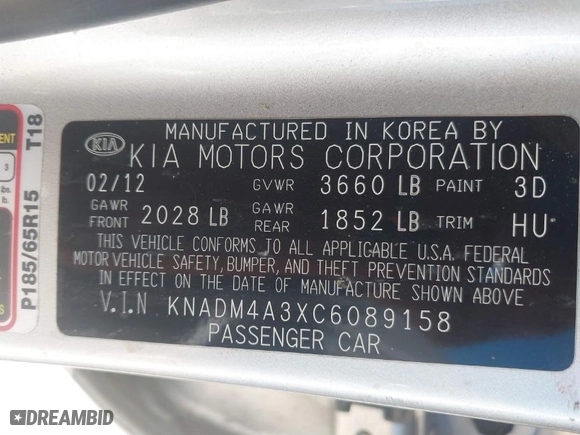 MANUFACTURED IN KOREA BY
KIA
KIA MOTORS CORPORATION
02/12 GVWR 3660 LB PAINT 3D
GAWR FRONT 2028 LB GAWR REAR 1852 LB TRIM HU
THIS VEHICLE CONFORMS TO ALL APPLICABLE U.S.A. FEDERAL
MOTOR VEHICLE SAFETY, BUMPER, AND THEFT PREVENTION STANDARDS
IN EFFECT ON THE DATE OF MANUFACTURE SHOWN ABOVE
V.I.N KNADM4A3XC6089158
PASSENGER CAR
P185/65R15 T18
3
DREAMBID